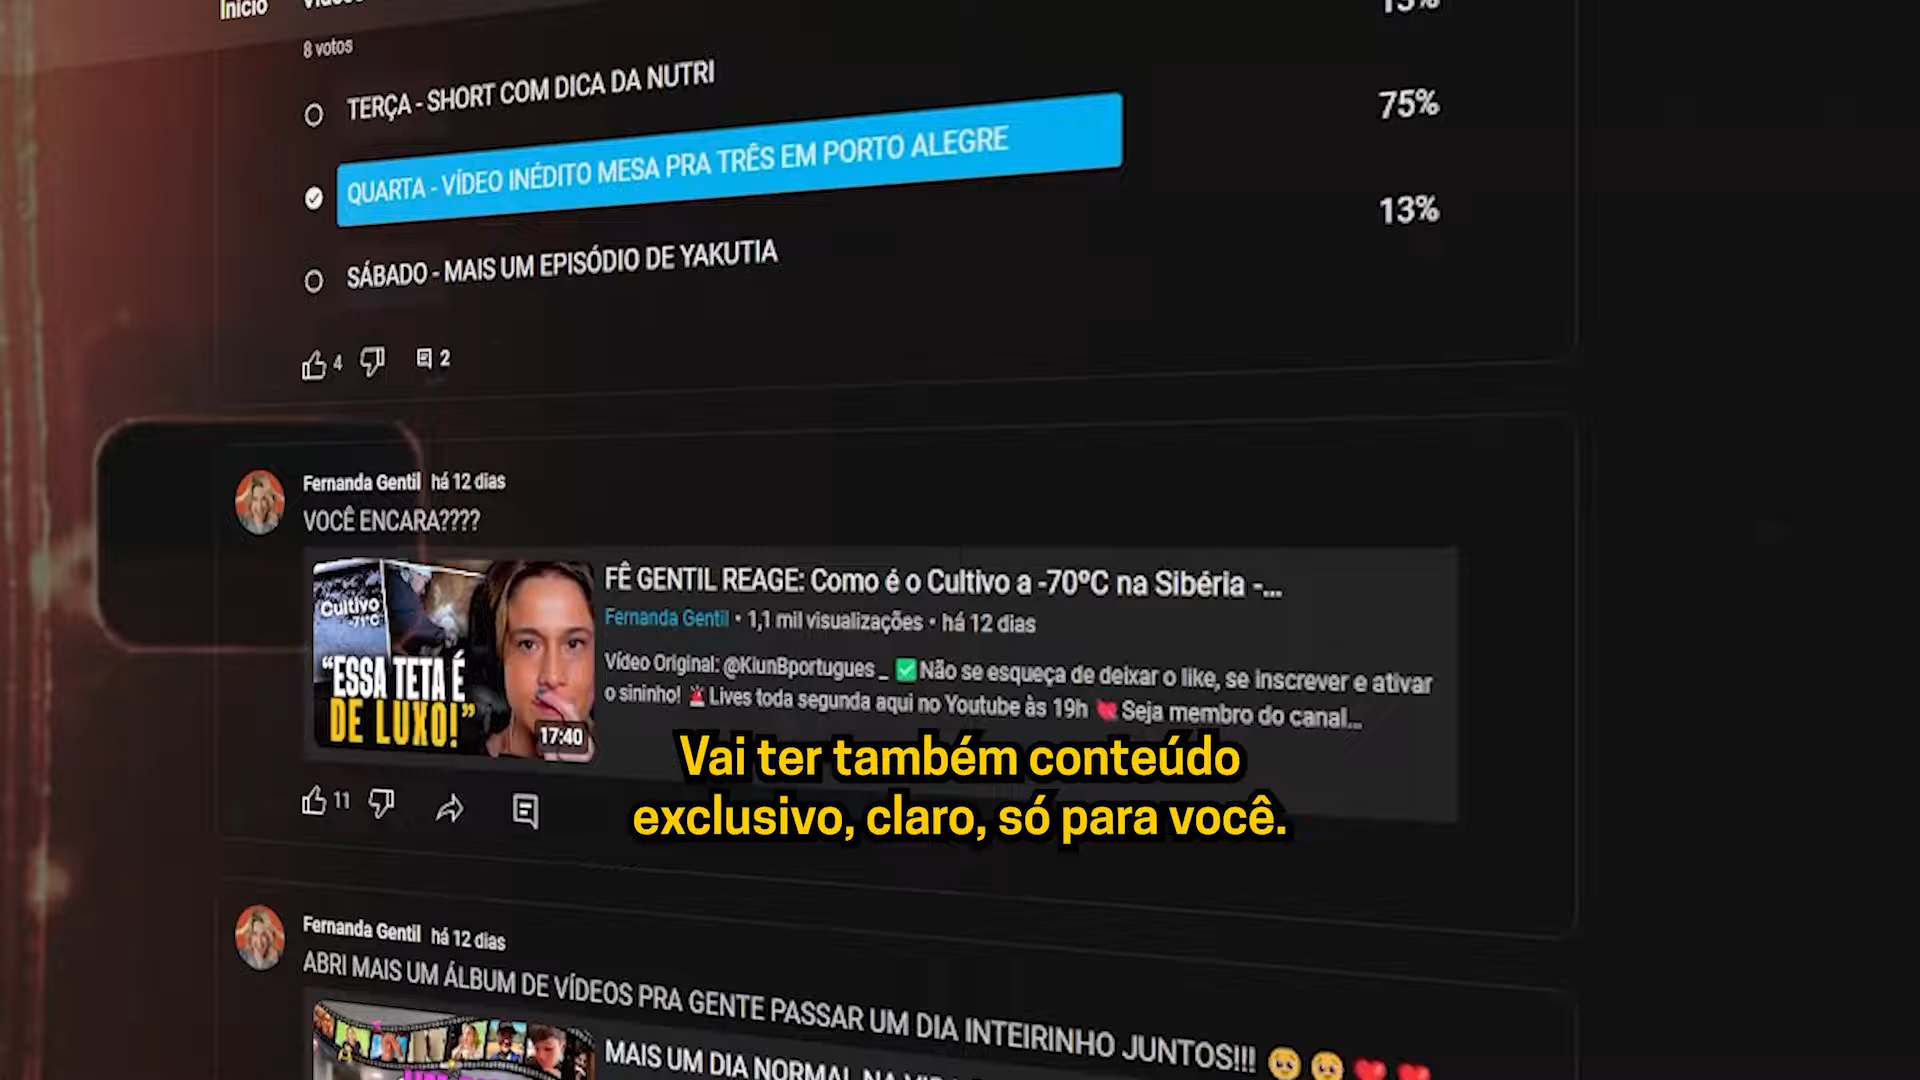 Início
8 votos
TERÇA - SHORT COM DICA DA NUTRI
75%
QUARTA - VÍDEO INÉDITO MESA PRA TRÊS EM PORTO ALEGRE
13%
SÁBADO - MAIS UM EPISÓDIO DE YAKUTIA
4
2
Fernanda Gentil há 12 dias
VOCÊ ENCARA????
Cultivo
-71°C
"ESSA TETA É
DE LUXO!"
17:40
FÊ GENTIL REAGE: Como é o Cultivo a -70ºC na Sibéria -...
Fernanda Gentil • 1,1 mil visualizações • há 12 dias
Vídeo Original: @KiunBportugues_ ✅Não se esqueça de deixar o like, se inscrever e ativar
o sininho! 🚨Lives toda segunda aqui no Youtube às 19h 💘Seja membro do canal...
11
Vai ter também conteúdo
exclusivo, claro, só para você.
Fernanda Gentil há 12 dias
ABRI MAIS UM ÁLBUM DE VÍDEOS PRA GENTE PASSAR UM DIA INTEIRINHO JUNTOS!!! 🥺🥺❤️❤️
MAIS UM DIA NORMAL NA